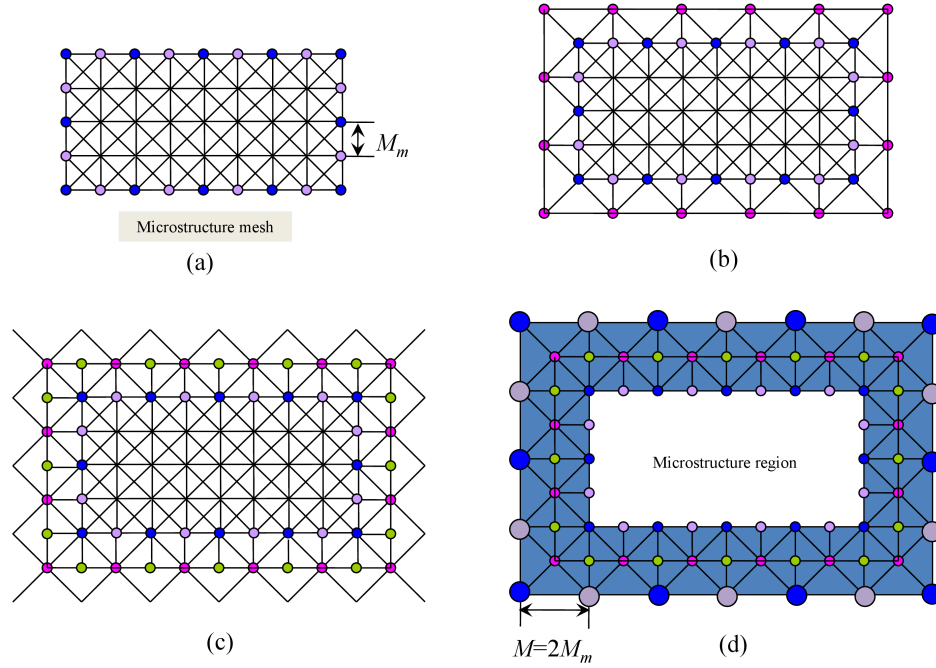 M_m
Microstructure mesh
(a)
(b)
(c)
Microstructure region
M=2M_m
(d)